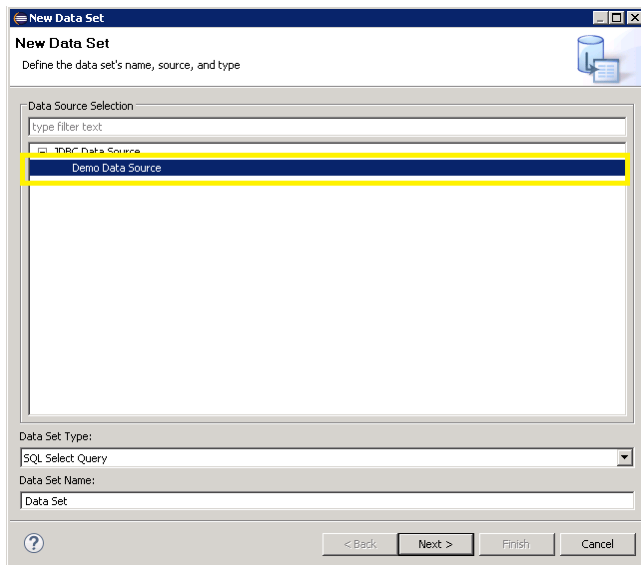 New Data Set
New Data Set
Define the data set's name, source, and type
Data Source Selection
type filter text
JDBC Data Source
Demo Data Source
Data Set Type:
SQL Select Query
Data Set Name:
Data Set
?
< Back
Next >
Finish
Cancel